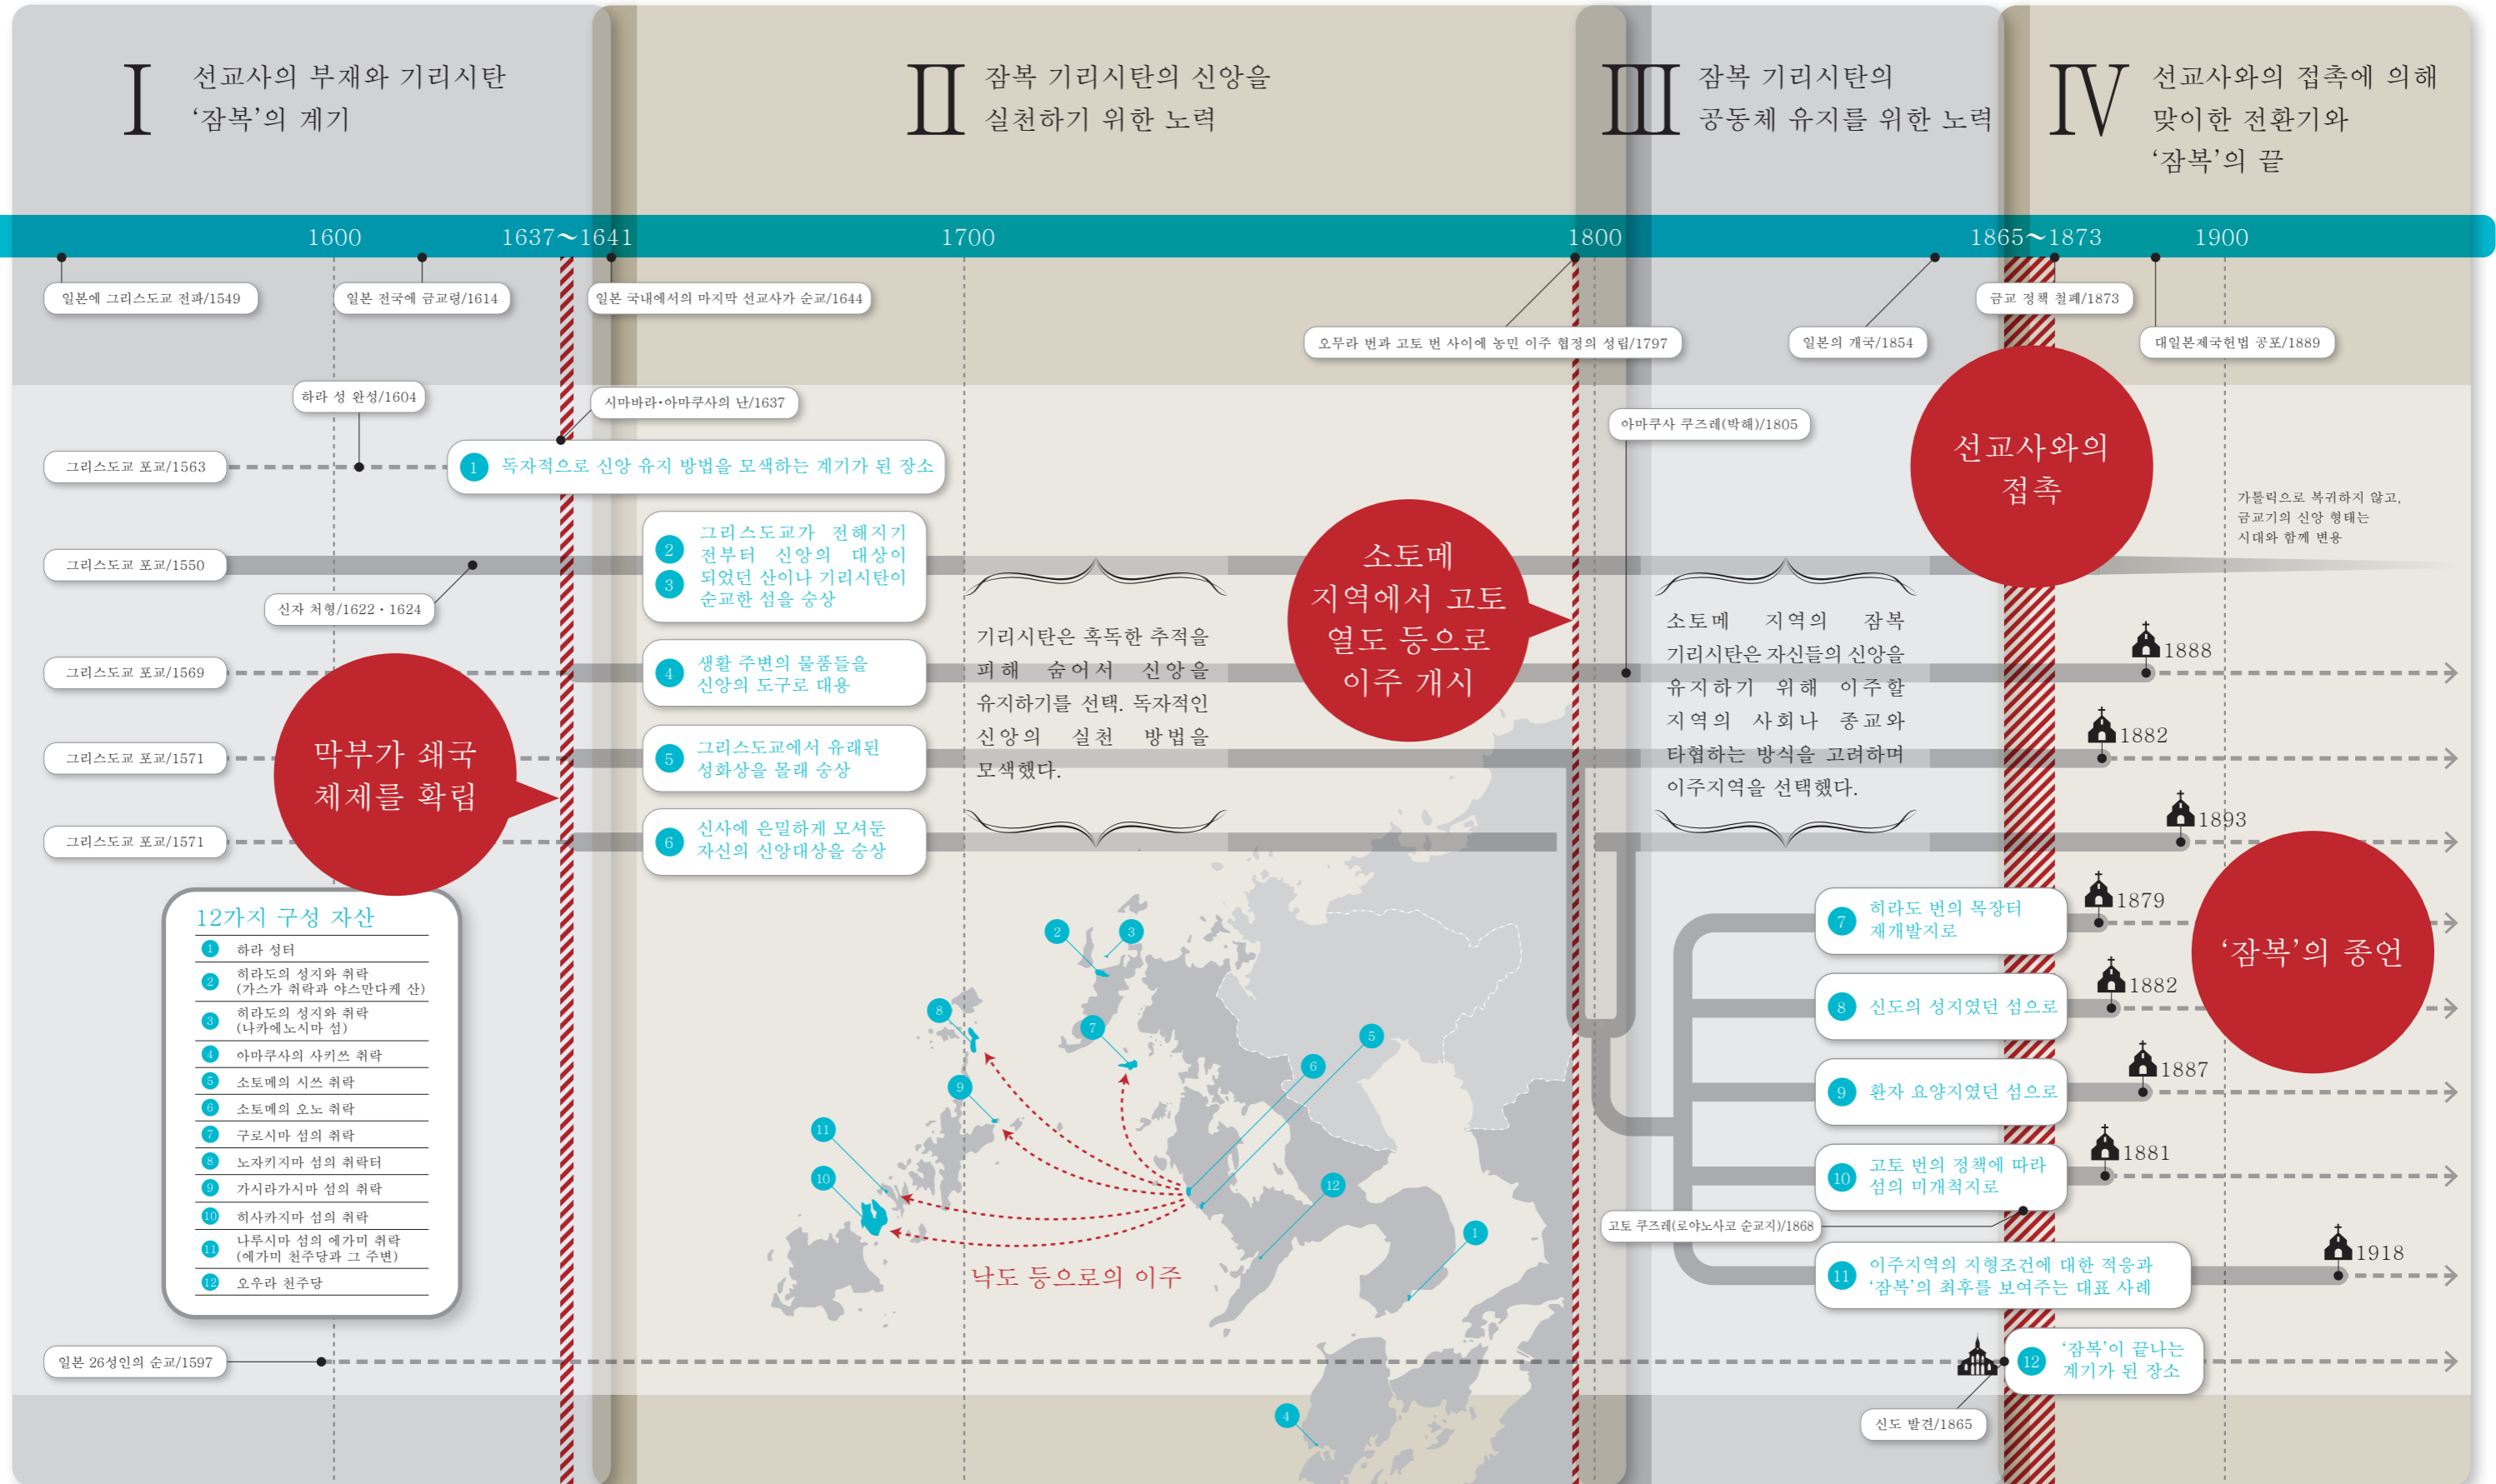 I
선교사의 부재와 기리시탄
‘잠복’의 계기
II
잠복 기리시탄의 신앙을
실천하기 위한 노력
III
잠복 기리시탄의
공동체 유지를 위한 노력
IV
선교사와의 접촉에 의해
맞이한 전환기와
‘잠복’의 끝
1600
1637～1641
1700
1800
1865～1873
1900
일본에 그리스도교 전파/1549
일본 전국에 금교령/1614
일본 국내에서의 마지막 선교사가 순교/1644
오무라 번과 고토 번 사이에 농민 이주 협정의 성립/1797
일본의 개국/1854
금교 정책 철폐/1873
대일본제국헌법 공포/1889
하라 성 완성/1604
시마바라·아마쿠사의 난/1637
아마쿠사 쿠즈레(박해)/1805
선교사와의
접촉
그리스도교 포교/1563
1 독자적으로 신앙 유지 방법을 모색하는 계기가 된 장소
가톨릭으로 복귀하지 않고,
금교기의 신앙 형태는
시대와 함께 변용
그리스도교 포교/1550
신자 처형/1622・1624
2
3
그리스도교가 전해지기
전부터 신앙의 대상이
되었던 산이나 기리시탄이
순교한 섬을 숭상
소토메
지역에서 고토
열도 등으로
이주 개시
그리스도교 포교/1569
4 생활 주변의 물품들을
신앙의 도구로 대용
1888
그리스도교 포교/1571
5 그리스도교에서 유래된
성화상을 몰래 숭상
1882
그리스도교 포교/1571
6 신사에 은밀하게 모셔둔
자신의 신앙대상을 숭상
1893
막부가 쇄국
체제를 확립
기리시탄은 혹독한 추적을
피해 숨어서 신앙을
유지하기를 선택. 독자적인
신앙의 실천 방법을
모색했다.
소토메 지역의 잠복
기리시탄은 자신들의 신앙을
유지하기 위해 이주할
지역의 사회나 종교와
타협하는 방식을 고려하며
이주지역을 선택했다.
12가지 구성 자산
1 하라 성터
2 히라도의 성지와 취락
(가스가 취락과 야스만다케 산)
3 히라도의 성지와 취락
(나카에노시마 섬)
4 아마쿠사의 사키쓰 취락
5 소토메의 시쓰 취락
6 소토메의 오노 취락
7 구로시마 섬의 취락
8 노자키지마 섬의 취락터
9 가시라가시마 섬의 취락
10 히사카지마 섬의 취락
11 나루시마 섬의 에가미 취락
(에가미 천주당과 그 주변)
12 오우라 천주당
2
3
8
7
5
6
9
11
10
12
1
4
낙도 등으로의 이주
7 히라도 번의 목장터
재개발지로
1879
8 신도의 성지였던 섬으로
1882
9 환자 요양지였던 섬으로
1887
10 고토 번의 정책에 따라
섬의 미개척지로
1881
고토 쿠즈레(로야노사코 순교지)/1868
11 이주지역의 지형조건에 대한 적응과
‘잠복’의 최후를 보여주는 대표 사례
1918
‘잠복’의 종언
일본 26성인의 순교/1597
12 ‘잠복’이 끝나는
계기가 된 장소
신도 발견/1865